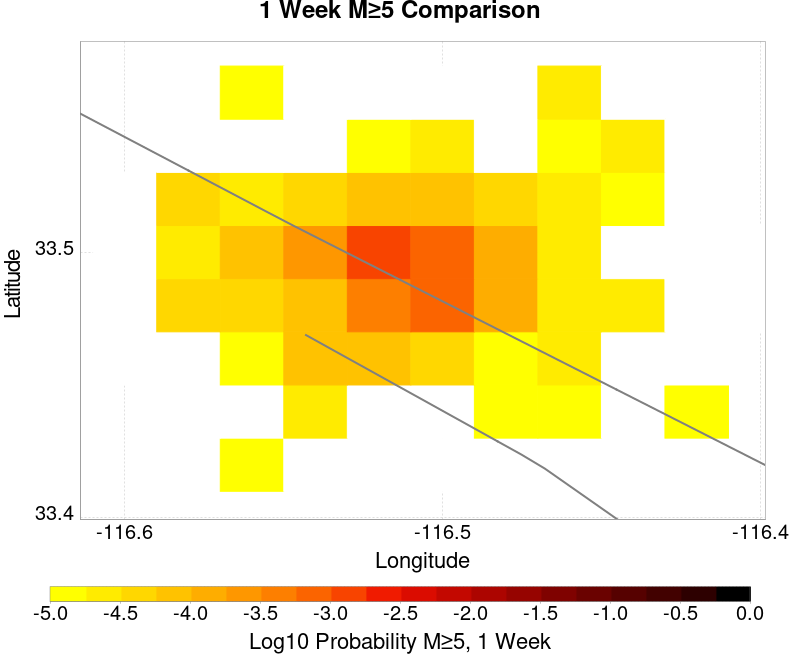 1 Week M≥5 Comparison
Latitude
33.5
33.4
-116.6 -116.5 -116.4
Longitude
-5.0 -4.5 -4.0 -3.5 -3.0 -2.5 -2.0 -1.5 -1.0 -0.5 0.0
Log10 Probability M≥5, 1 Week